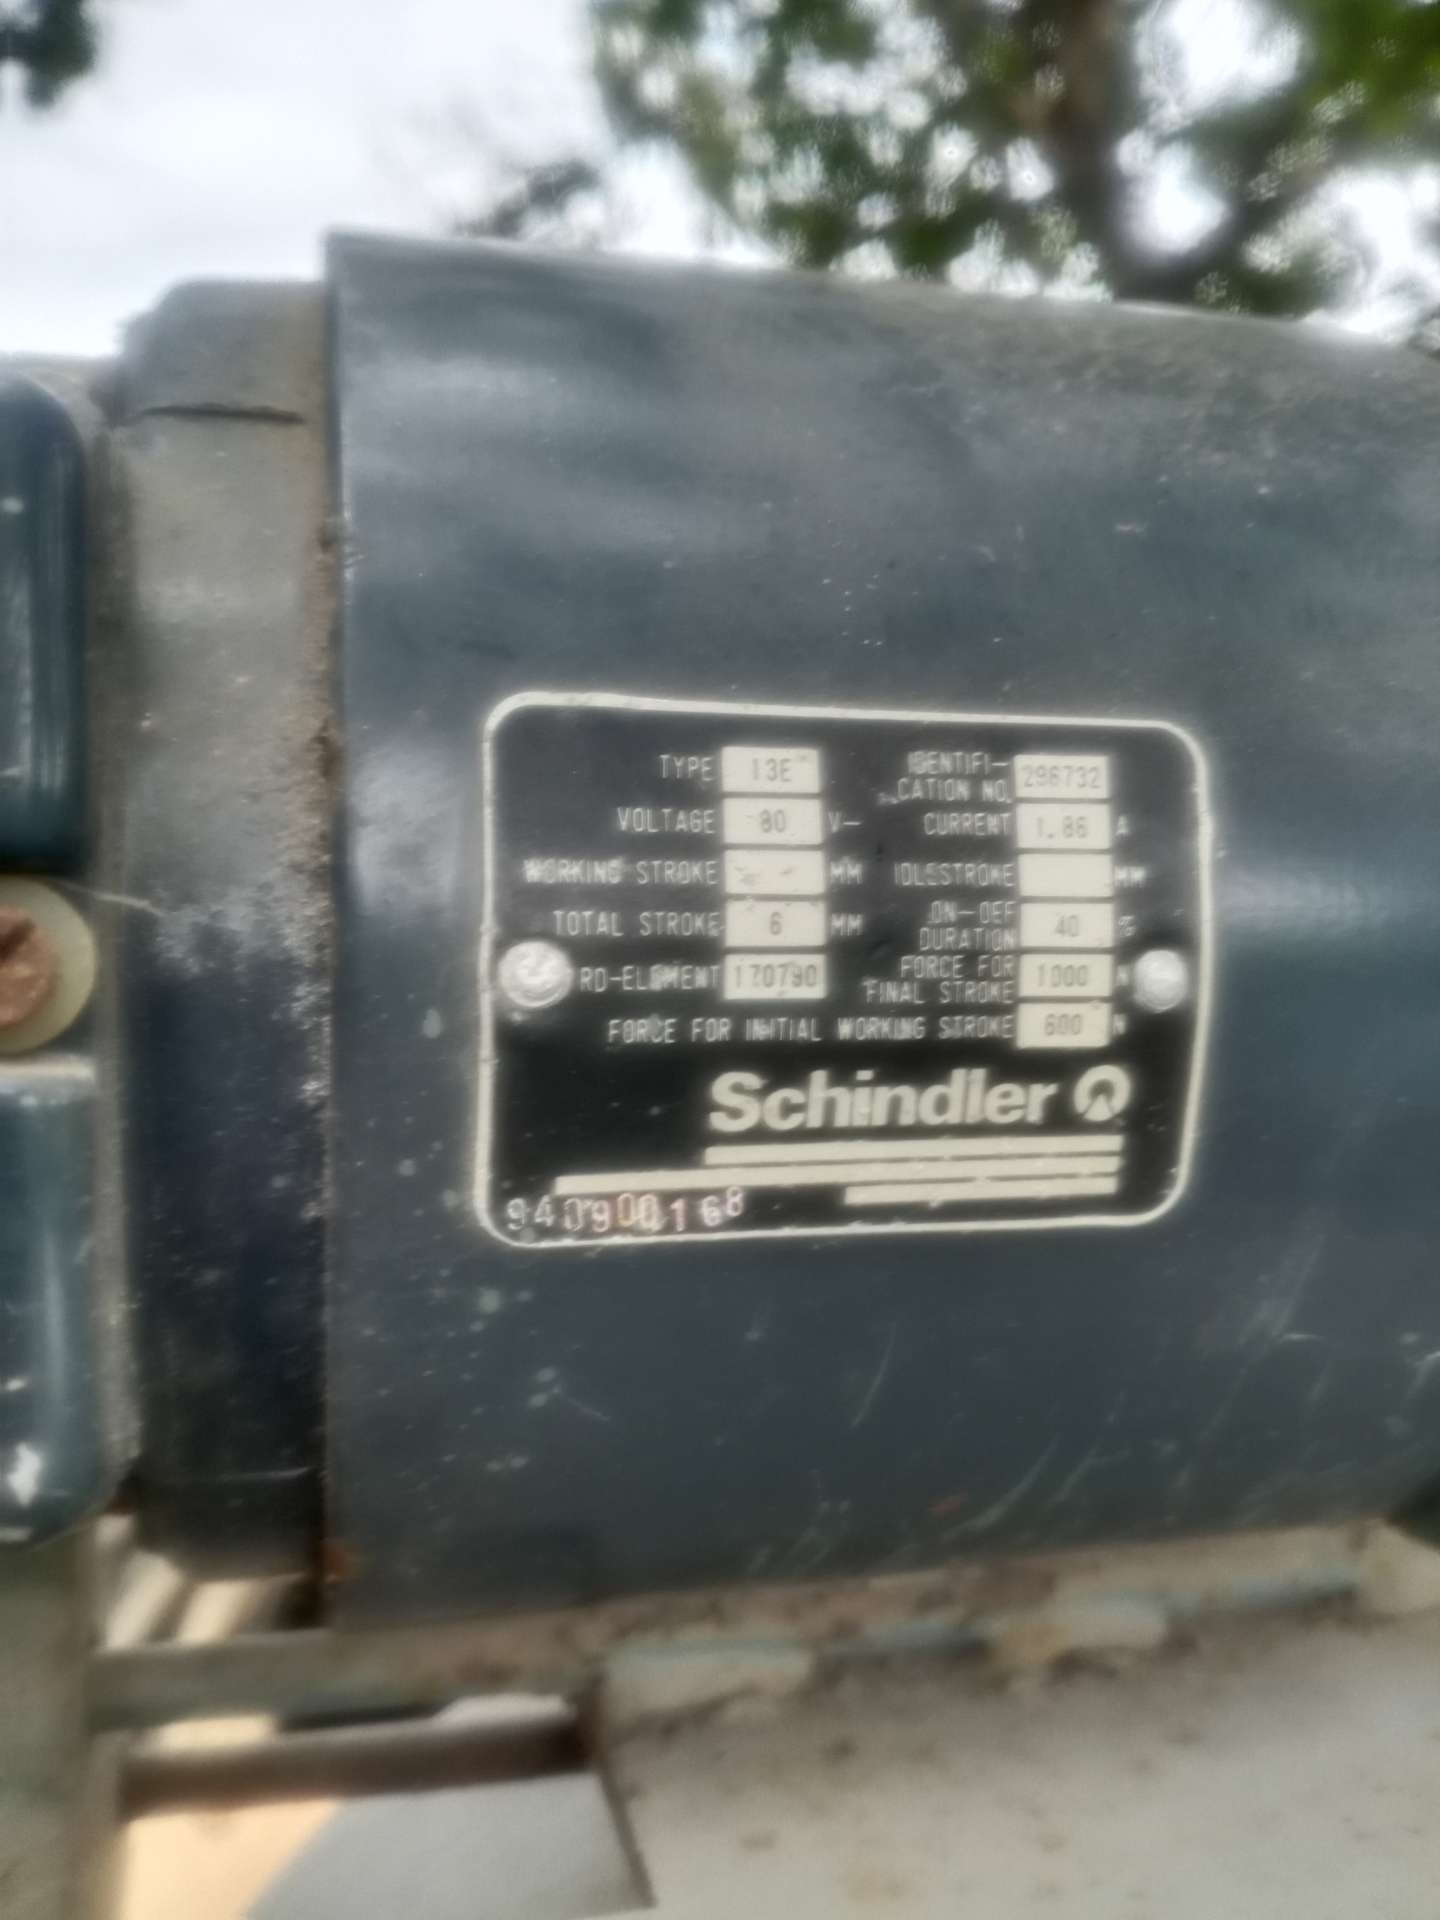 TYPE 13E IDENTIFI-
CATION NO. 296732
VOLTAGE 80 V- CURRENT 1.86 A
WORKING STROKE MM IDLESTROKE MM
TOTAL STROKE 6 MM ON-OFF
DURATION 40 %
RD-ELEMENT 170790 FORCE FOR
FINAL STROKE 1000 N
FORCE FOR INITIAL WORKING STROKE 600 N
Schindler
940900168